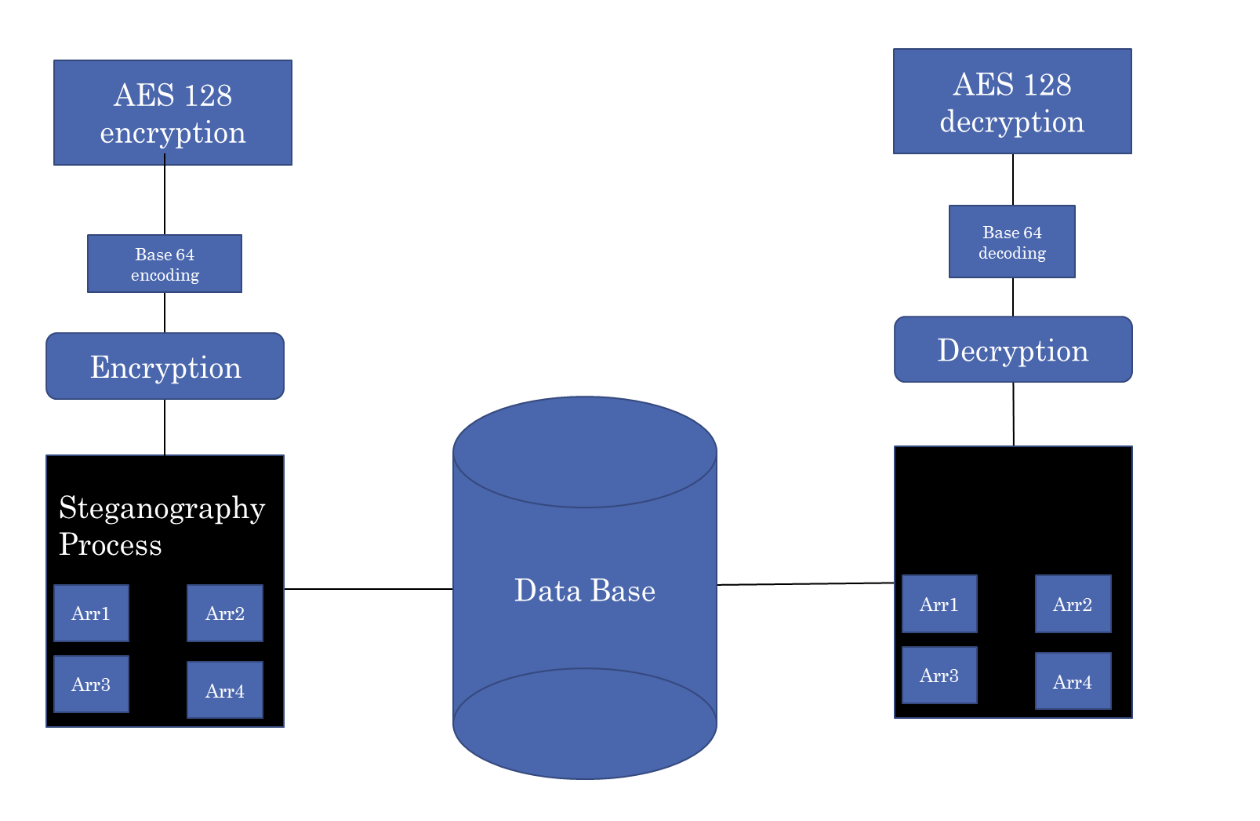 AES 128
encryption
Base 64
encoding
Encryption
Steganography
Process
Arr1
Arr2
Arr3
Arr4
Data Base
AES 128
decryption
Base 64
decoding
Decryption
Arr1
Arr2
Arr3
Arr4